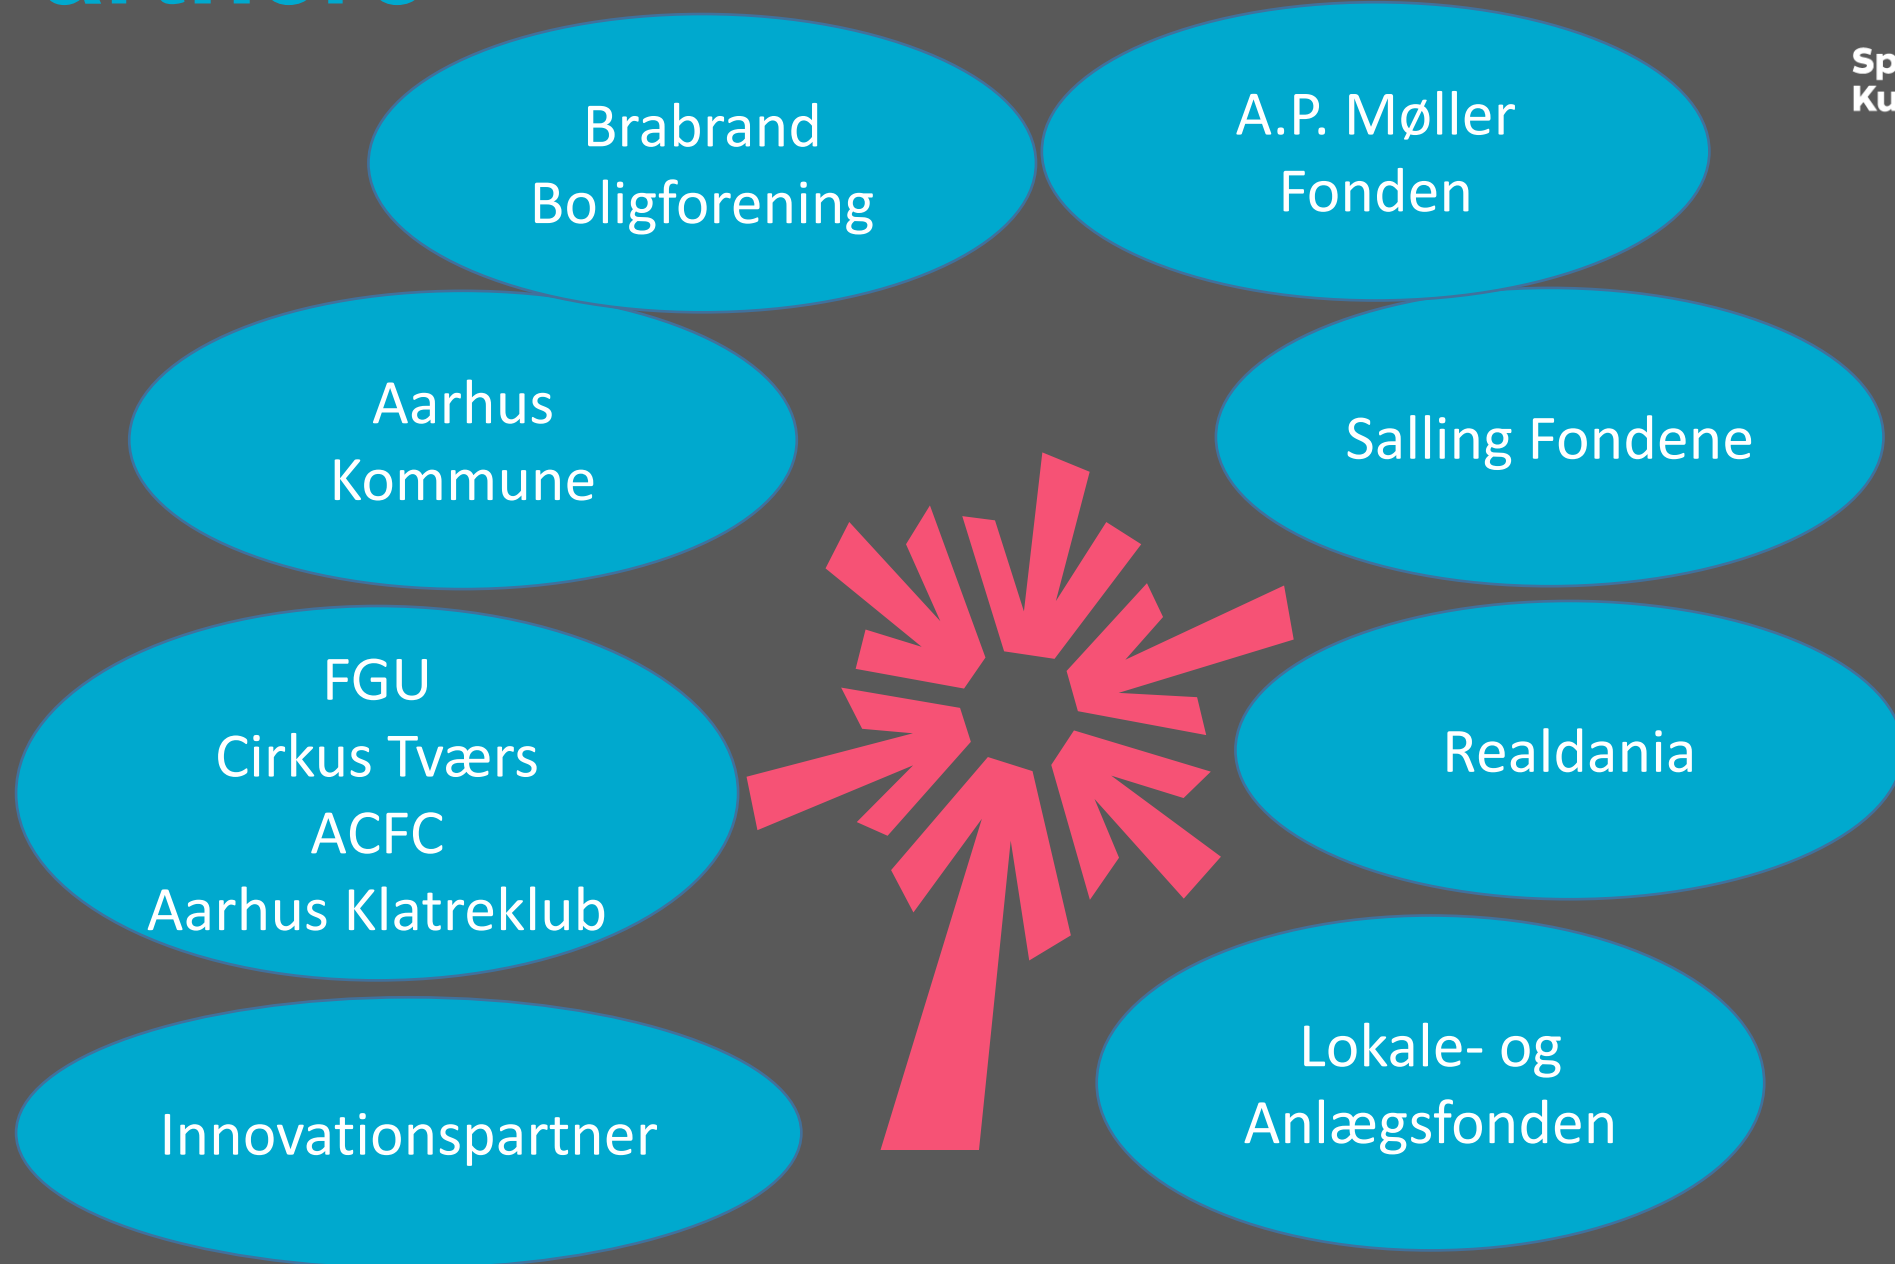 Brabrand
Boligforening
A.P. Møller
Fonden
Aarhus
Kommune
Salling Fondene
FGU
Cirkus Tværs
ACFC
Aarhus Klatreklub
Realdania
Innovationspartner
Lokale- og
Anlægsfonden